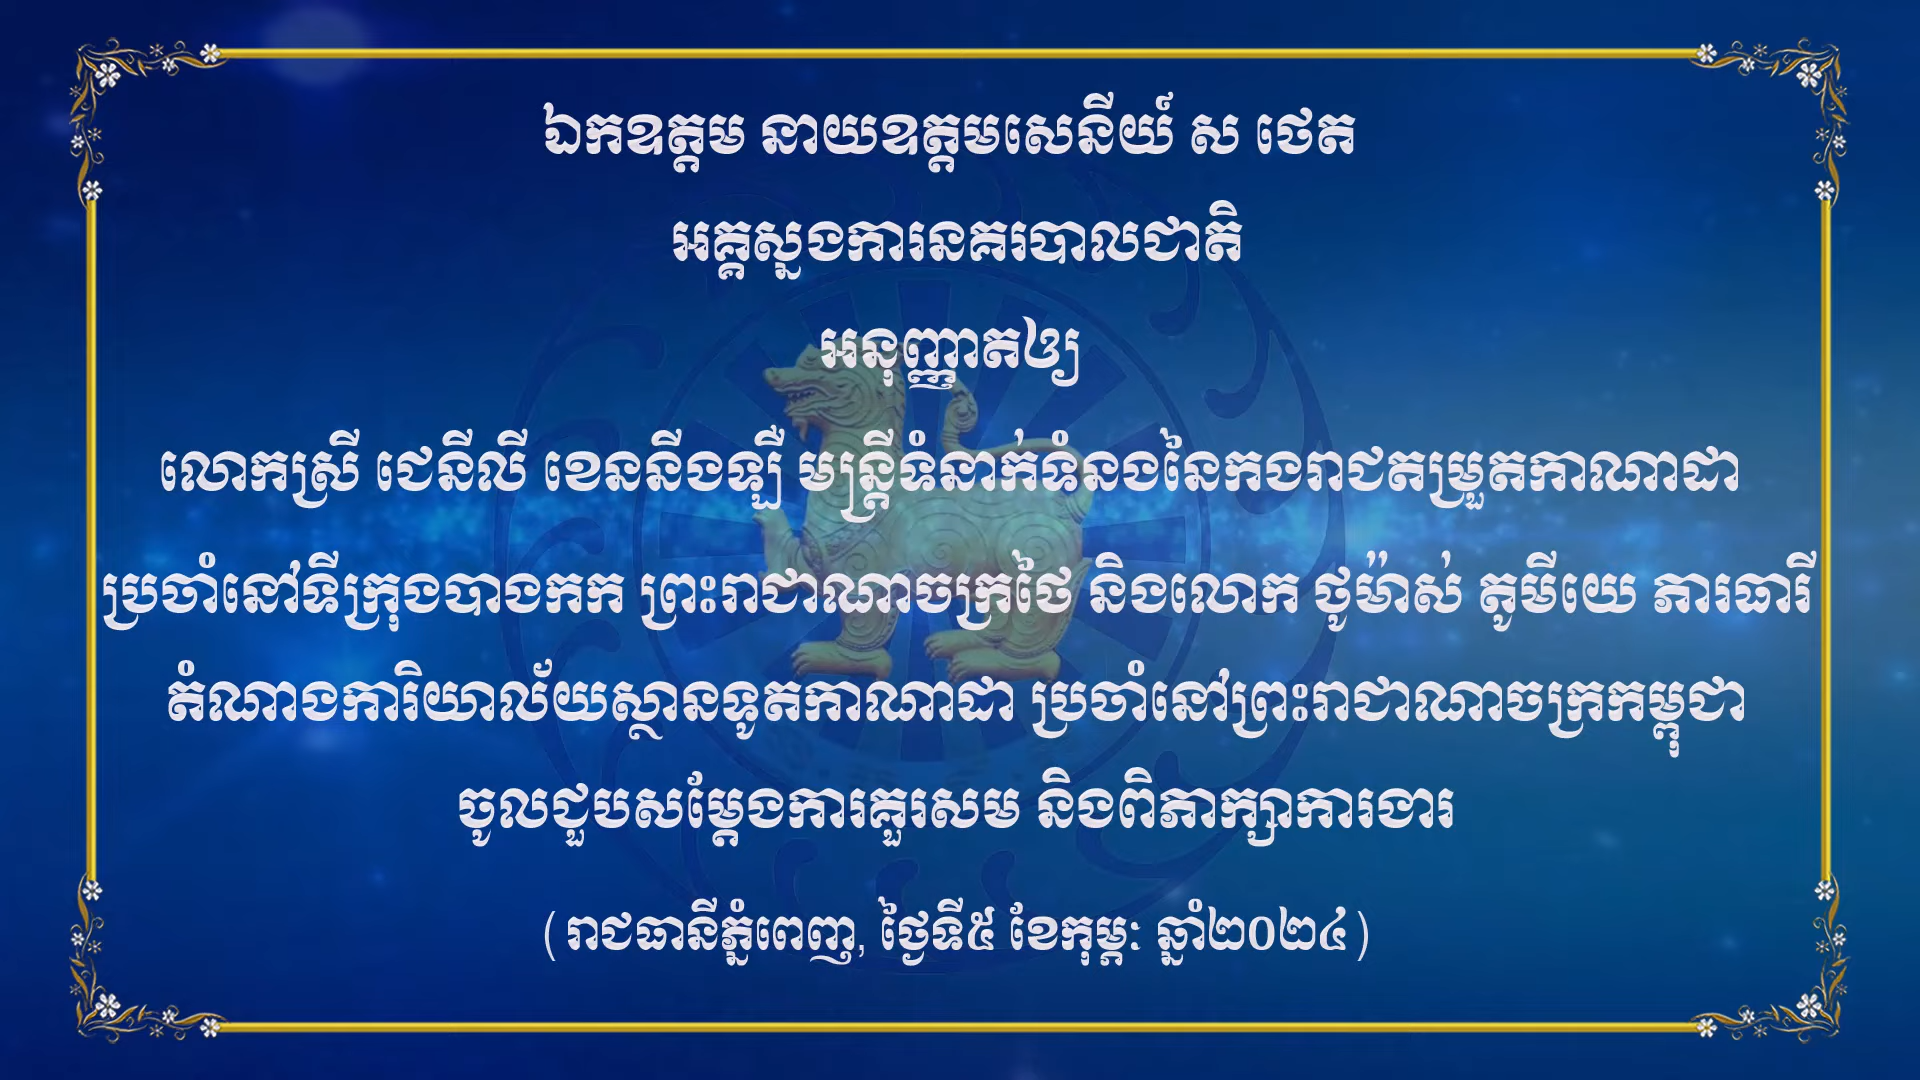 ឯកឧត្តម នាយឧត្តមសេនីយ៍ ស ថេត
អគ្គស្នងការនគរបាលជាតិ
អនុញ្ញាតឲ្យ
លោកស្រី ជេនីលី ខេននីងឡី មន្ត្រីទំនាក់ទំនងនៃកងរាជតម្រួតកាណាដា
ប្រចាំនៅទីក្រុងបាងកក ព្រះរាជាណាចក្រថៃ និងលោក ថូម៉ាស់ តូមីយេ ភារធារី
តំណាងការិយាល័យស្ថានទូតកាណាដា ប្រចាំនៅព្រះរាជាណាចក្រកម្ពុជា
ចូលជួបសម្តែងការគួរសម និងពិភាក្សាការងារ
(រាជធានីភ្នំពេញ, ថ្ងៃទី៥ ខែកុម្ភៈ ឆ្នាំ២០២៤)